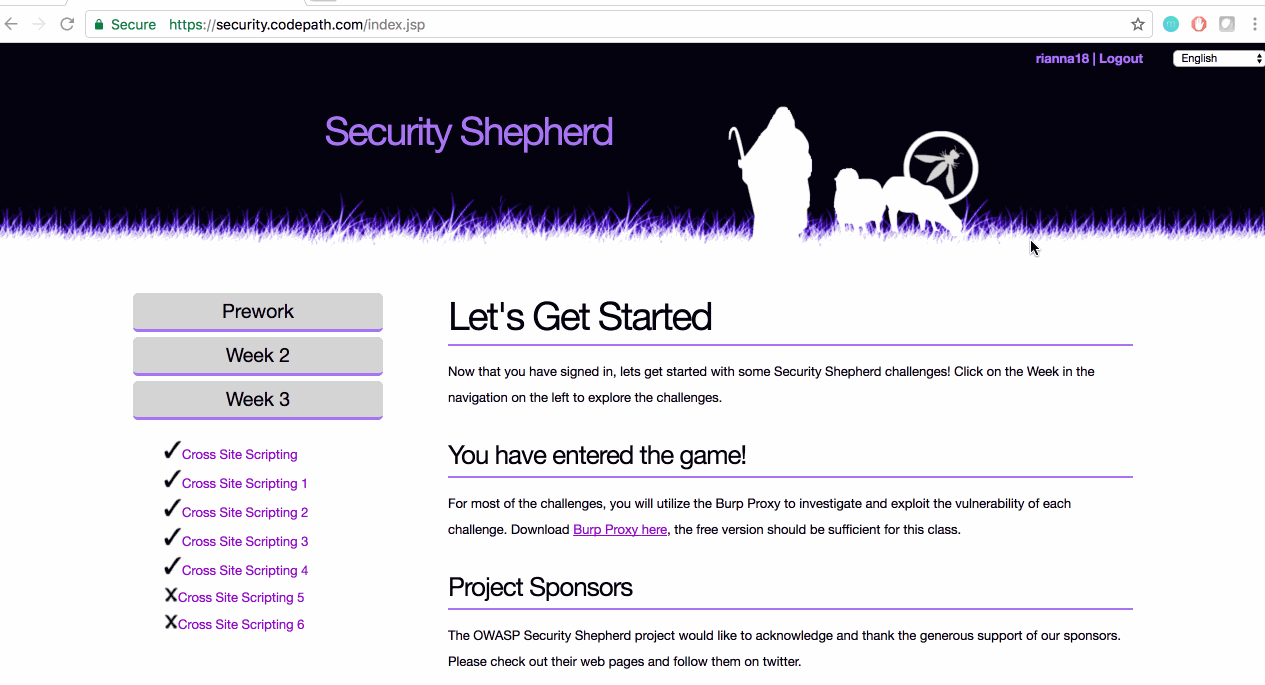 Secure https://security.codepath.com/index.jsp
rianna18 | Logout
English
Security Shepherd
Prework
Week 2
Week 3
Cross Site Scripting
Cross Site Scripting 1
Cross Site Scripting 2
Cross Site Scripting 3
Cross Site Scripting 4
Cross Site Scripting 5
Cross Site Scripting 6
Let's Get Started
Now that you have signed in, lets get started with some Security Shepherd challenges! Click on the Week in the
navigation on the left to explore the challenges.
You have entered the game!
For most of the challenges, you will utilize the Burp Proxy to investigate and exploit the vulnerability of each
challenge. Download Burp Proxy here, the free version should be sufficient for this class.
Project Sponsors
The OWASP Security Shepherd project would like to acknowledge and thank the generous support of our sponsors.
Please check out their web pages and follow them on twitter.